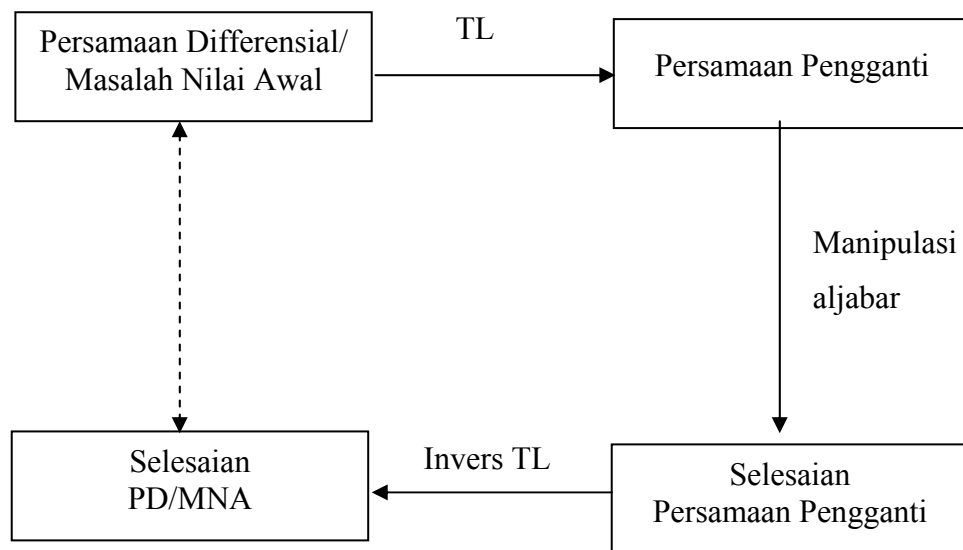 Persamaan Differensial/
Masalah Nilai Awal
TL
Persamaan Pengganti
Manipulasi
aljabar
Selesaian
PD/MNA
Invers TL
Selesaian
Persamaan Pengganti